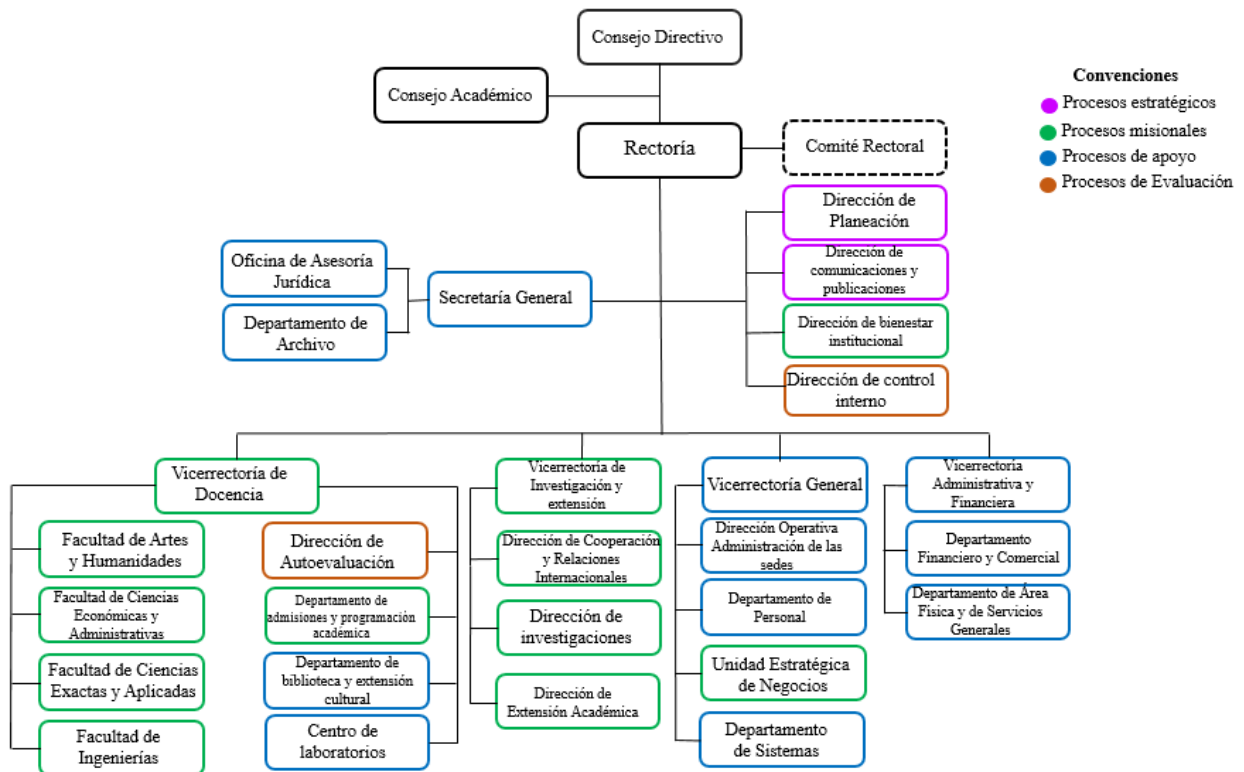 Consejo Directivo
Consejo Académico
Convenciones
Procesos estratégicos
Procesos misionales
Procesos de apoyo
Procesos de Evaluación
Rectoría
Comité Rectoral
Dirección de
Planeación
Dirección de
comunicaciones y
publicaciones
Dirección de bienestar
institucional
Dirección de control
interno
Oficina de Asesoría
Jurídica
Departamento de
Archivo
Secretaría General
Vicerrectoría de
Docencia
Facultad de Artes
y Humanidades
Facultad de Ciencias
Económicas y
Administrativas
Facultad de Ciencias
Exactas y Aplicadas
Facultad de
Ingenierías
Dirección de
Autoevaluación
Departamento de
admisiones y programación
académica
Departamento de
biblioteca y extensión
cultural
Centro de
laboratorios
Vicerrectoría de
Investigación y
extensión
Dirección de Cooperación
y Relaciones
Internacionales
Dirección de
investigaciones
Dirección de
Extensión Académica
Vicerrectoría General
Dirección Operativa
Administración de las
sedes
Departamento de
Personal
Unidad Estratégica
de Negocios
Departamento
de Sistemas
Vicerrectoría
Administrativa y
Financiera
Departamento
Financiero y Comercial
Departamento de Área
Física y de Servicios
Generales